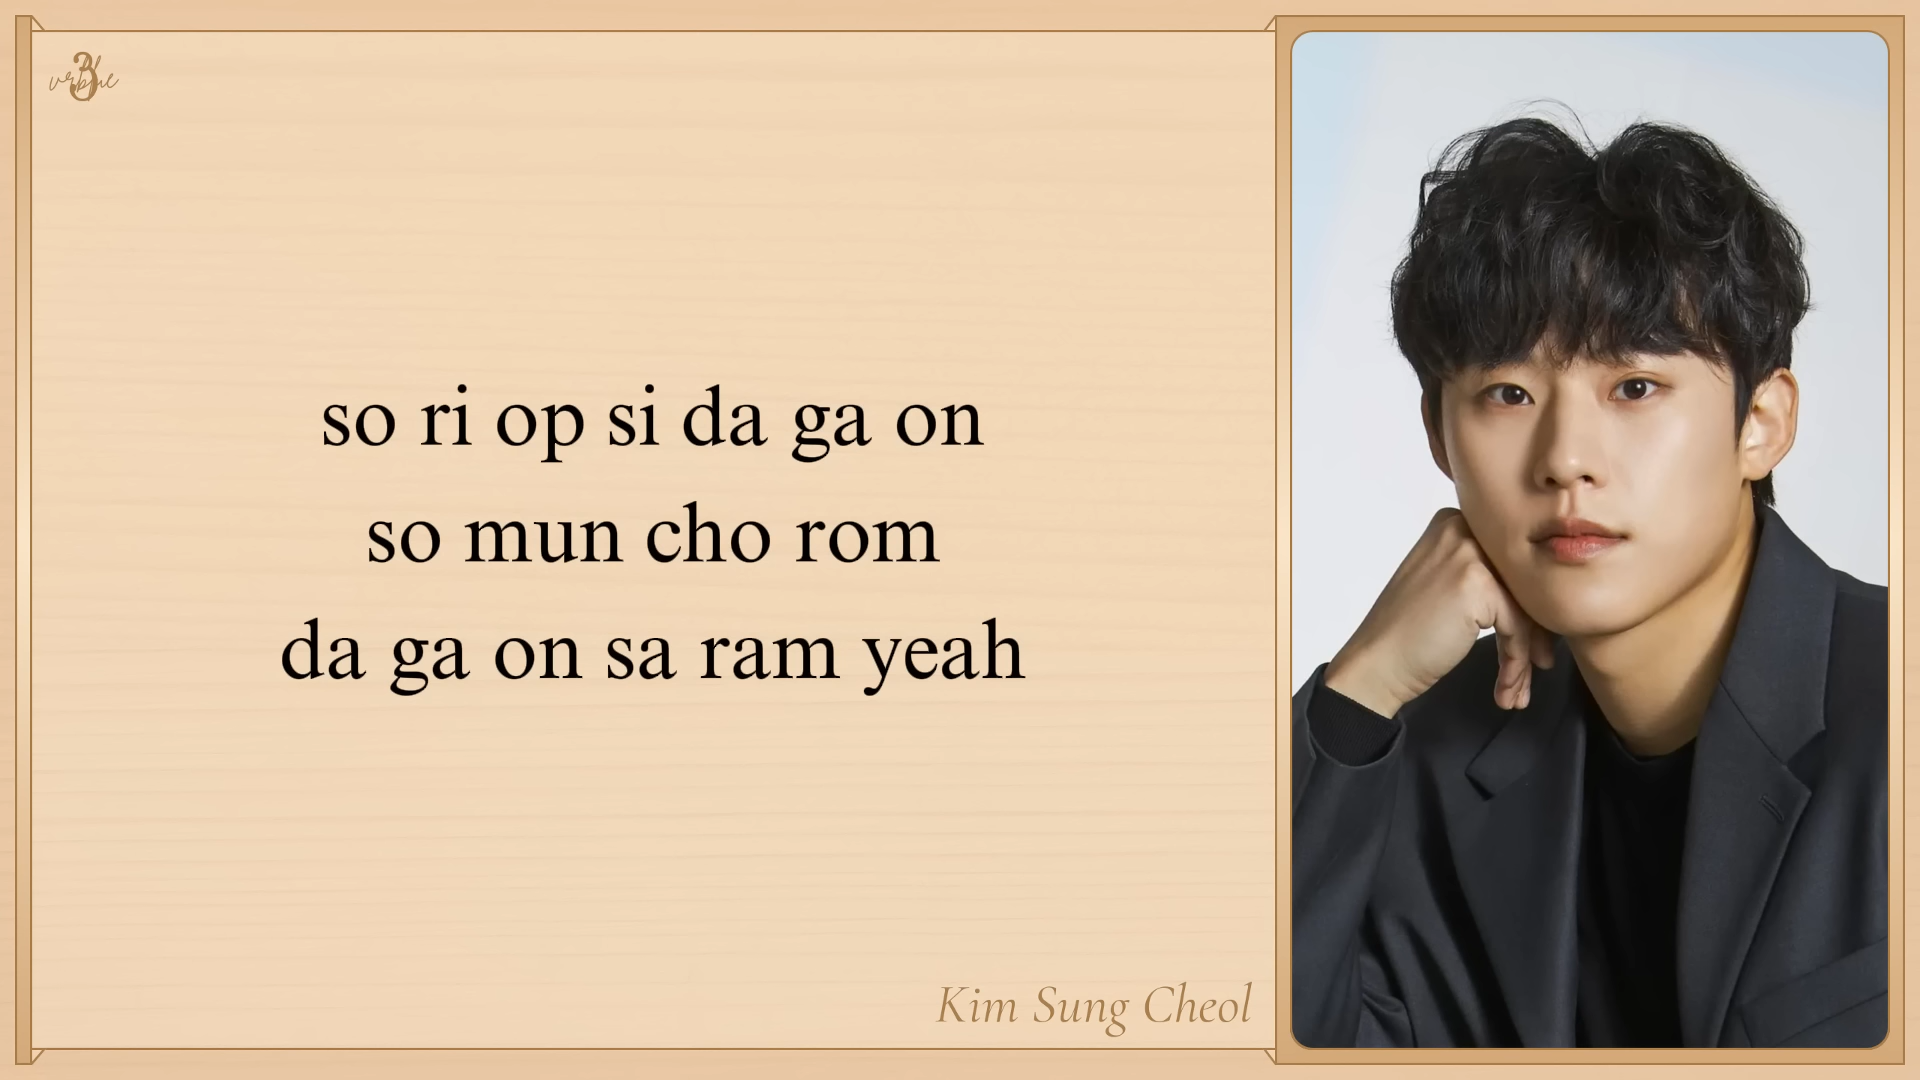 so ri op si da ga on
so mun cho rom
da ga on sa ram yeah
Kim Sung Cheol